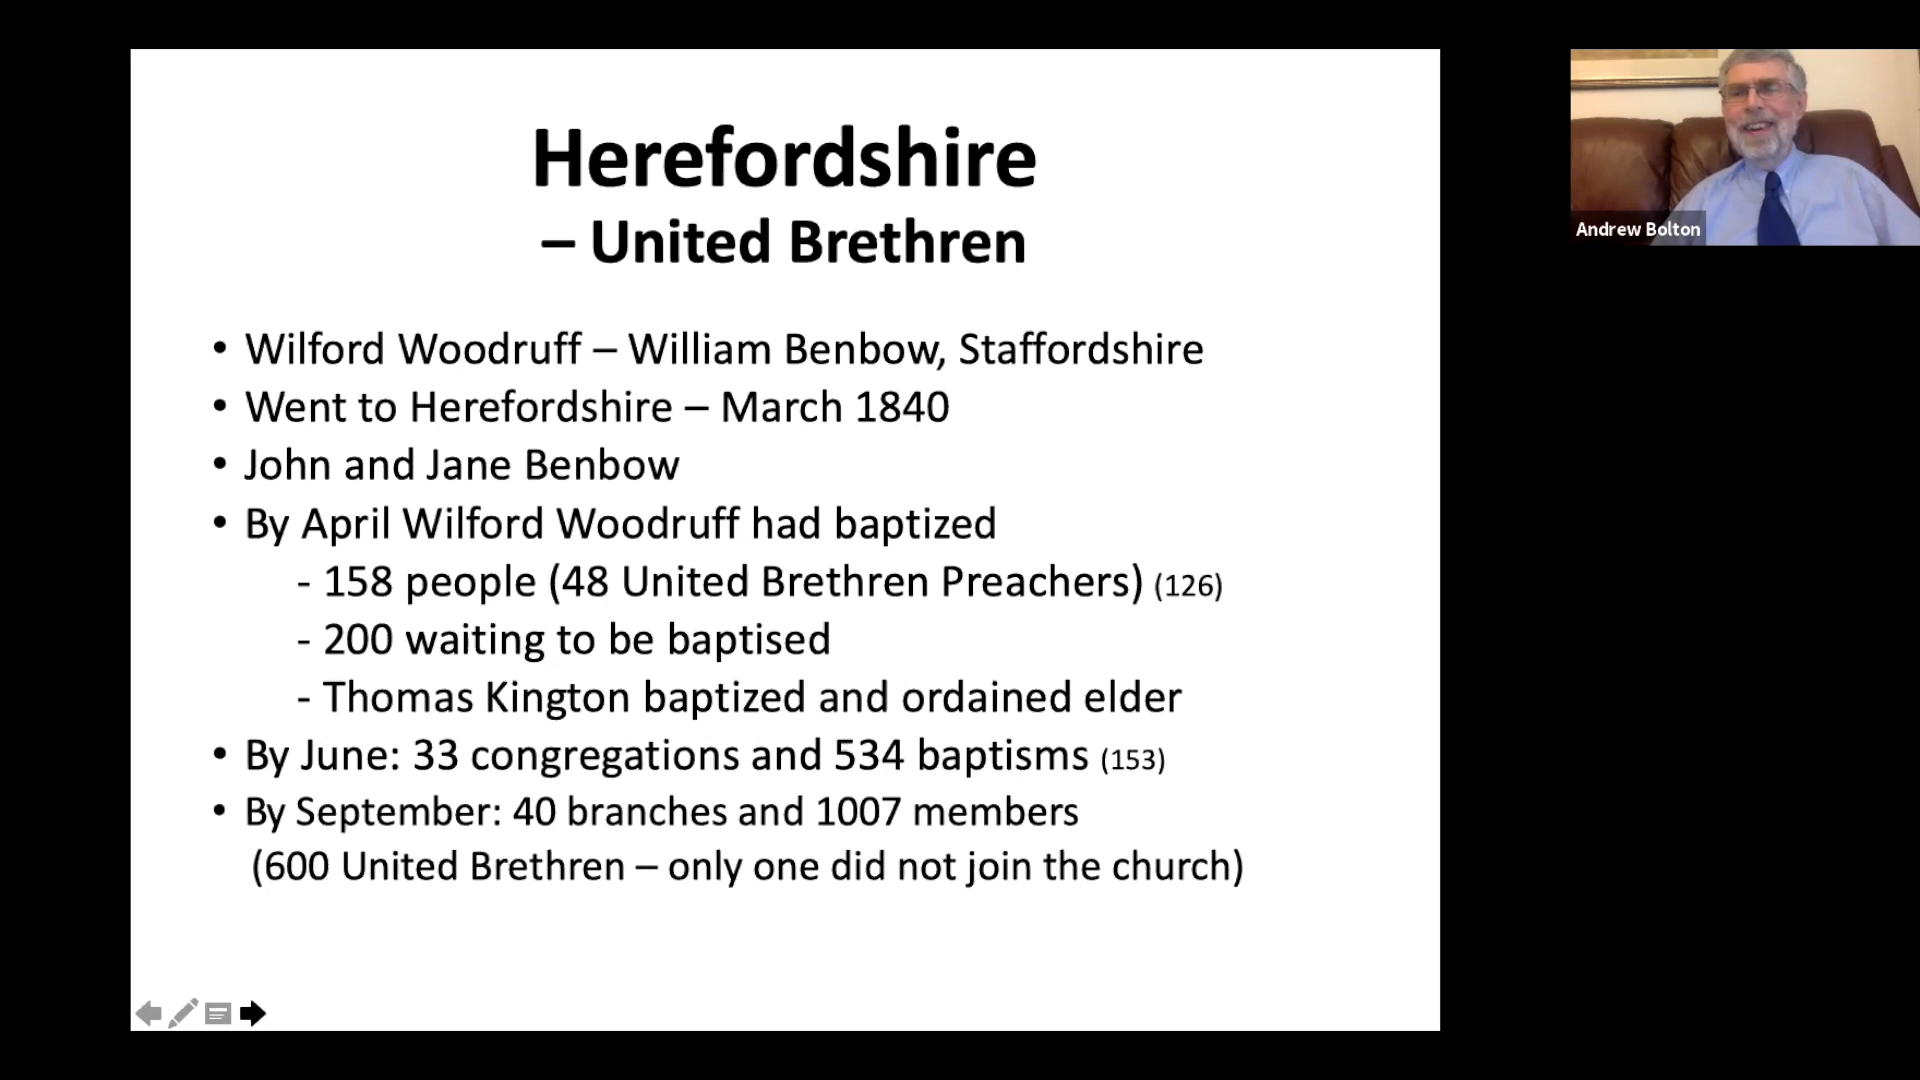 Herefordshire
– United Brethren
• Wilford Woodruff – William Benbow, Staffordshire
• Went to Herefordshire – March 1840
• John and Jane Benbow
• By April Wilford Woodruff had baptized
- 158 people (48 United Brethren Preachers) (126)
- 200 waiting to be baptised
- Thomas Kington baptized and ordained elder
• By June: 33 congregations and 534 baptisms (153)
• By September: 40 branches and 1007 members
(600 United Brethren – only one did not join the church)
Andrew Bolton